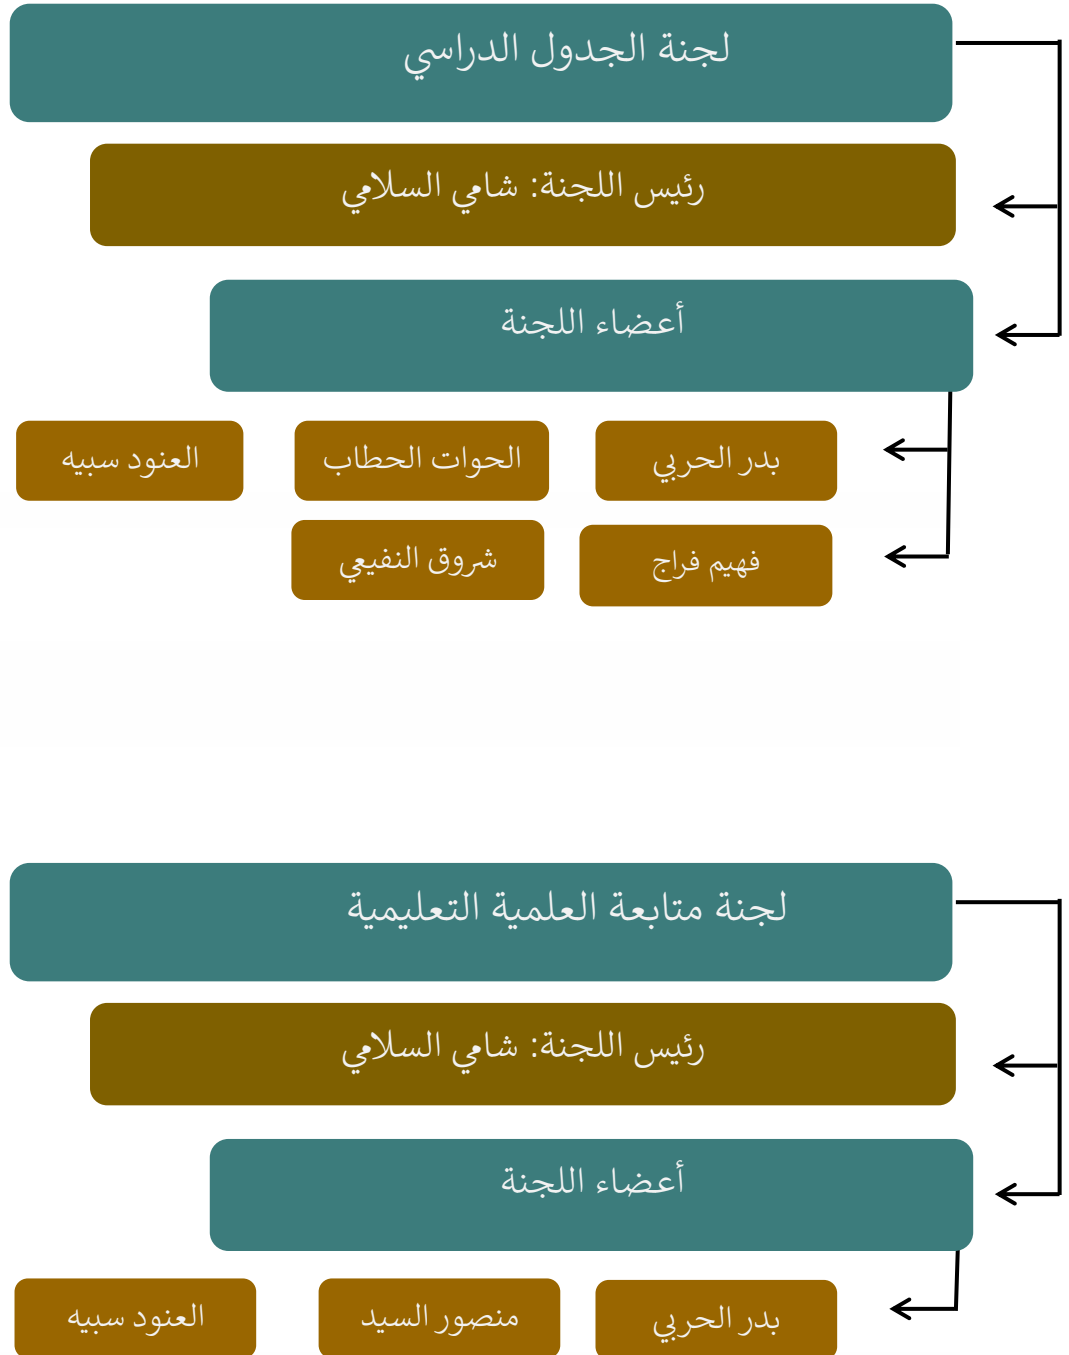 لجنة الجدول الدراسي
رئيس اللجنة: شامي السلامي
أعضاء اللجنة
بدر الحربي
الحوات الحطاب
العنود سبيه
فهيم فراج
شروق النفيعي
لجنة متابعة العلمية التعليمية
رئيس اللجنة: شامي السلامي
أعضاء اللجنة
بدر الحربي
منصور السيد
العنود سبيه